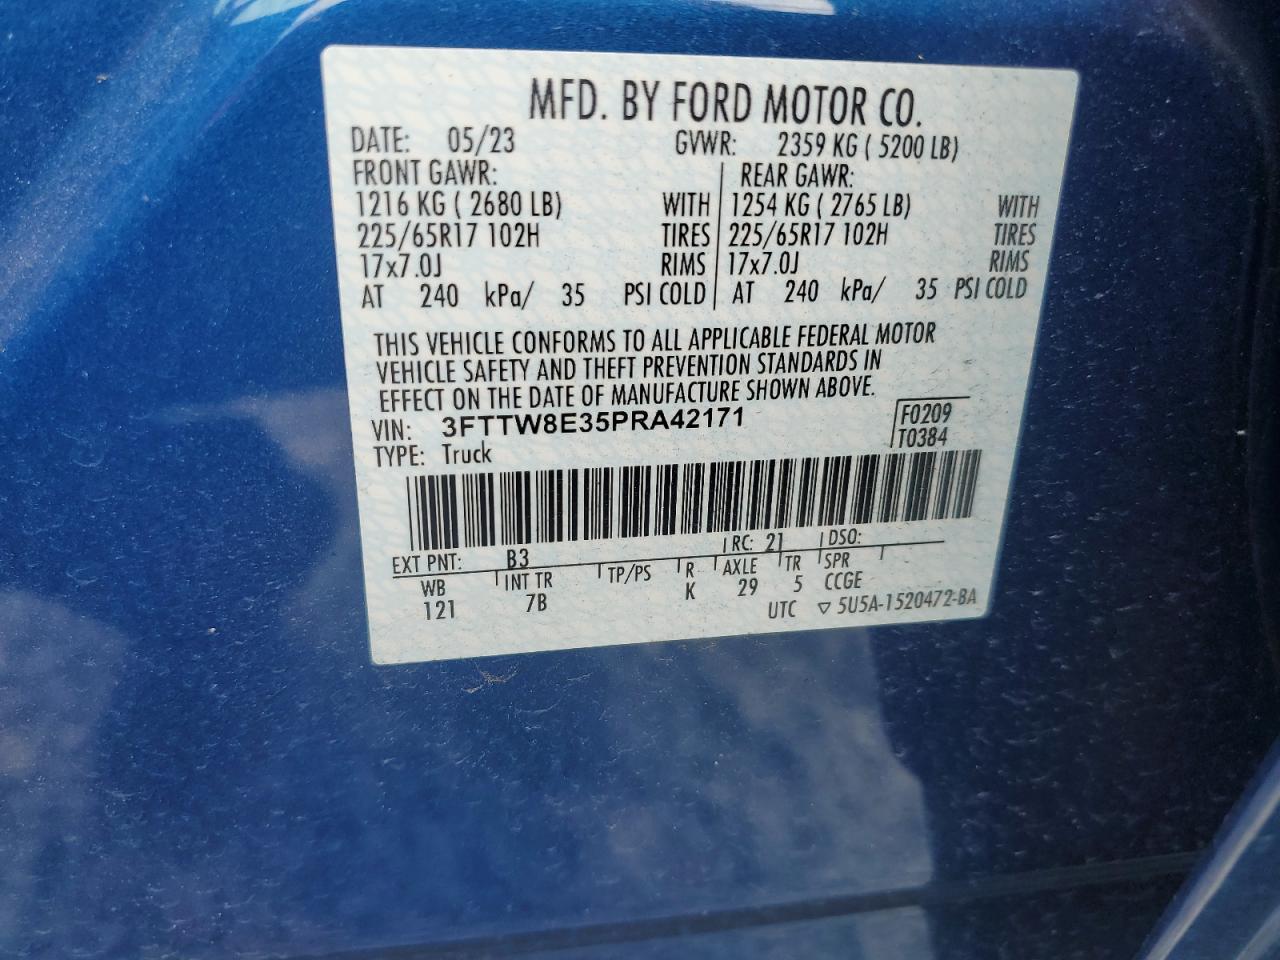 MFD. BY FORD MOTOR CO.
DATE: 05/23 GVWR: 2359 KG ( 5200 LB)
FRONT GAWR: REAR GAWR:
1216 KG ( 2680 LB) WITH 1254 KG ( 2765 LB) WITH
225/65R17 102H TIRES 225/65R17 102H TIRES
17x7.0J RIMS 17x7.0J RIMS
AT 240 kPa/ 35 PSI COLD AT 240 kPa/ 35 PSI COLD
THIS VEHICLE CONFORMS TO ALL APPLICABLE FEDERAL MOTOR
VEHICLE SAFETY AND THEFT PREVENTION STANDARDS IN
EFFECT ON THE DATE OF MANUFACTURE SHOWN ABOVE.
VIN: 3FTTW8E35PRA42171 F0209
TYPE: Truck T0384
EXT PNT: B3 RC: 21 DSO:
WB INT TR TP/PS R AXLE TR SPR
121 7B K 29 5 CCGE
UTC ▽ 5U5A-1520472-BA